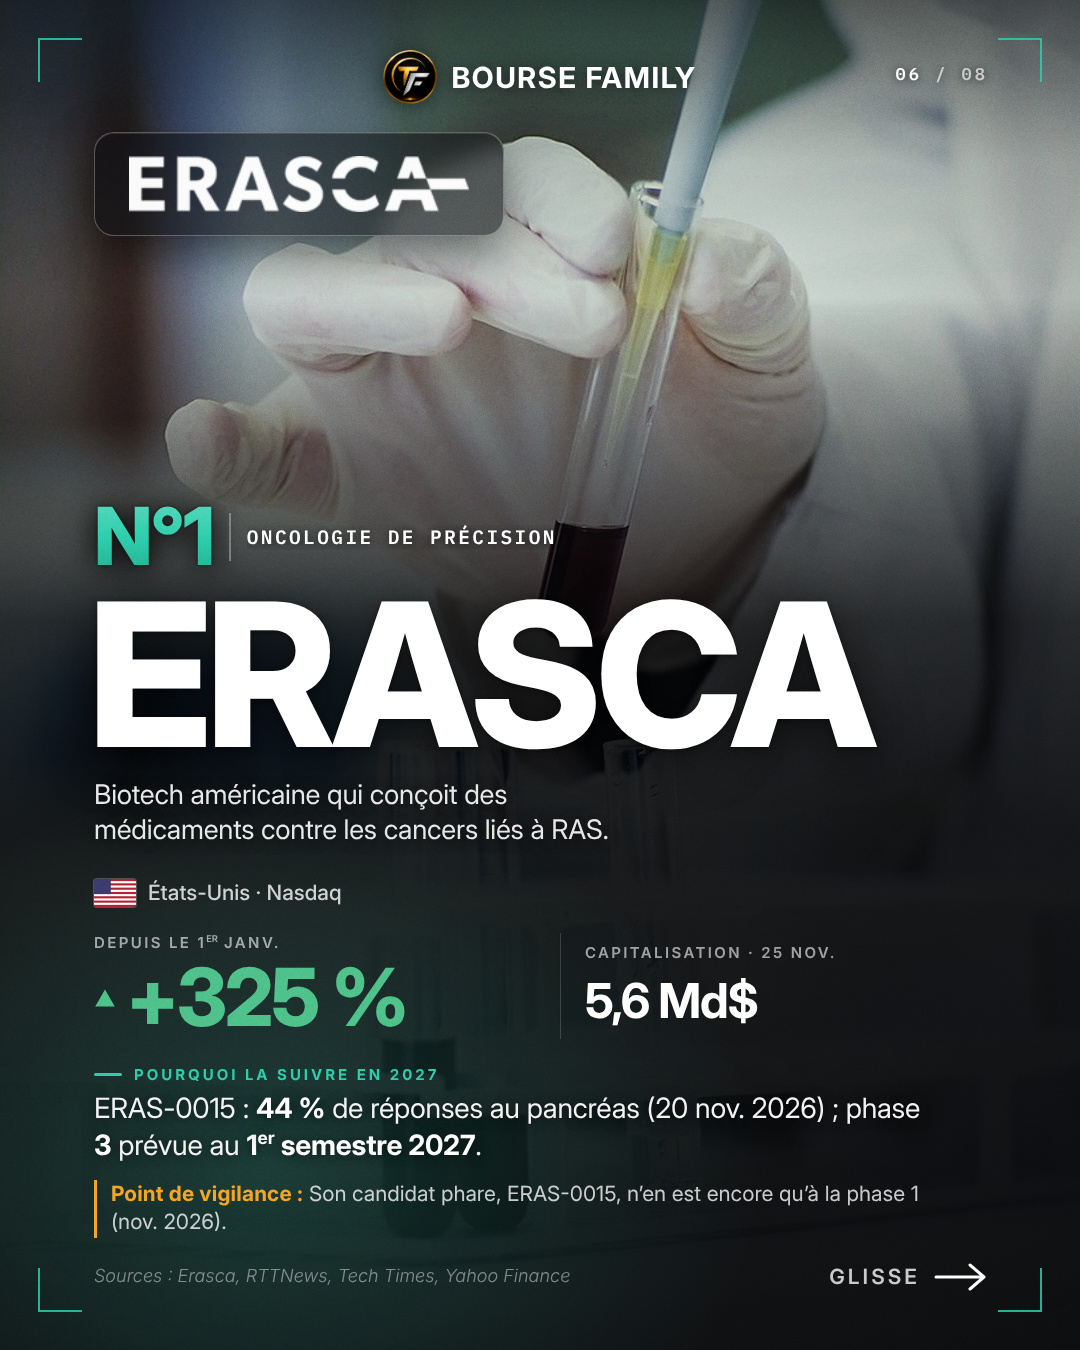 BOURSE FAMILY
06 / 08
ERASCA
N°1
ONCOLOGIE DE PRÉCISION
ERASCA
Biotech américaine qui conçoit des
médicaments contre les cancers liés à RAS.
États-Unis · Nasdaq
DEPUIS LE 1ER JANV.
▲ +325 %
CAPITALISATION · 25 NOV.
5,6 Md$
POURQUOI LA SUIVRE EN 2027
ERAS-0015 : 44 % de réponses au pancréas (20 nov. 2026) ; phase
3 prévue au 1er semestre 2027.
Point de vigilance : Son candidat phare, ERAS-0015, n’en est encore qu’à la phase 1
(nov. 2026).
Sources : Erasca, RTTNews, Tech Times, Yahoo Finance
GLISSE